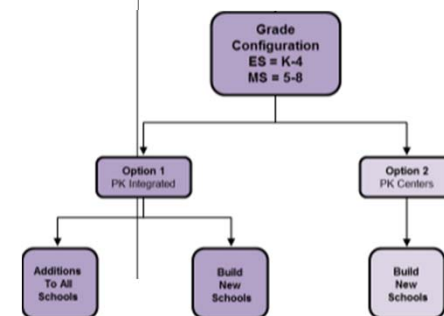 Grade
Configuration
ES = K-4
MS = 5-8
Option 1
PK Integrated
Option 2
PK Centers
Additions
To All
Schools
Build
New
Schools
Build
New
Schools